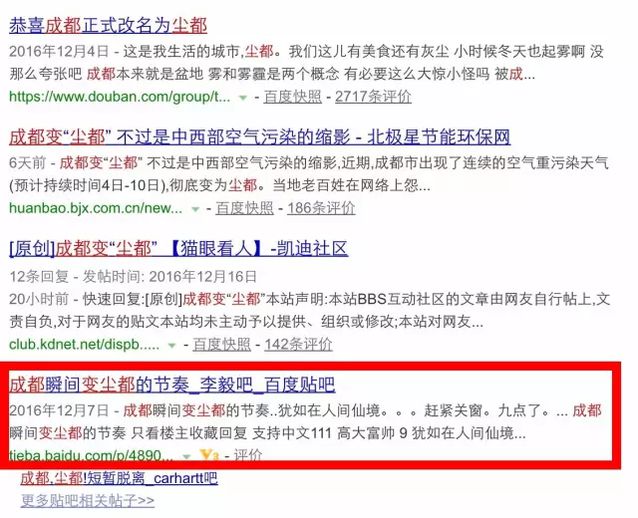 恭喜成都正式改名为尘都
2016年12月4日 - 这是我生活的城市,尘都。我们这儿有美食还有灰尘 小时候冬天也起雾啊 没
那么夸张吧 成都本来就是盆地 雾和雾霾是两个概念 有必要这么大惊小怪吗 被成...
https://www.douban.com/group/t... - 百度快照 - 2717条评价
成都变“尘都” 不过是中西部空气污染的缩影 - 北极星节能环保网
6天前 - 成都变“尘都” 不过是中西部空气污染的缩影,近期,成都市出现了连续的空气重污染天气
(预计持续时间4日-10日),彻底变为尘都。当地老百姓在网络上怨...
huanbao.bjx.com.cn/new... - 百度快照 - 186条评价
[原创]成都变“尘都” 【猫眼看人】-凯迪社区
12条回复 - 发帖时间: 2016年12月16日
20小时前 - 快速回复:[原创]成都变“尘都”本站声明:本站BBS互动社区的文章由网友自行帖上,文
责自负,对于网友的贴文本站均未主动予以提供、组织或修改;本站对网友...
club.kdnet.net/dispb..... - 百度快照 - 142条评价
成都瞬间变尘都的节奏_李毅吧_百度贴吧
2016年12月7日 - 成都瞬间变尘都的节奏..犹如在人间仙境。。。赶紧关窗。九点了。... 成都
瞬间变尘都的节奏 只看楼主收藏回复 支持中文111 高大富帅 9 犹如在人间仙境...
tieba.baidu.com/p/4890... - 评价
成都,尘都!短暂脱离_carhartt吧
更多贴吧相关帖子>>